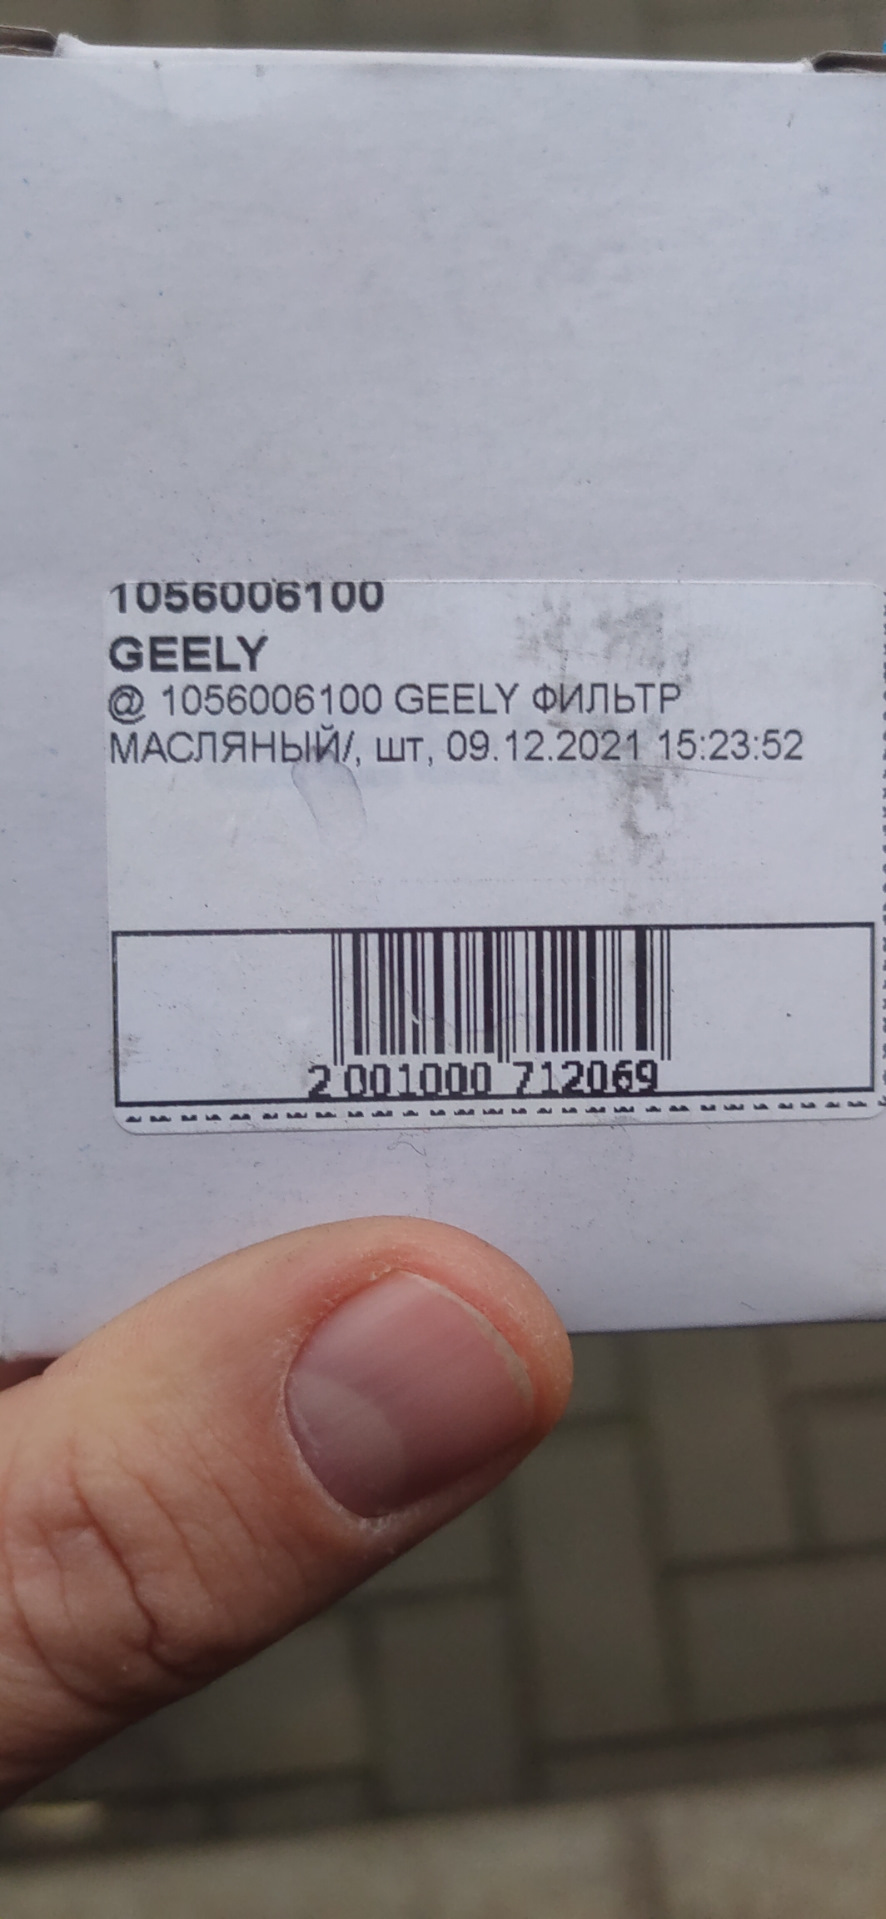 1056006100
GEELY
@ 1056006100 GEELY ФИЛЬТР
МАСЛЯНЫЙ/, шт, 09.12.2021 15:23:52
2 001000 712069